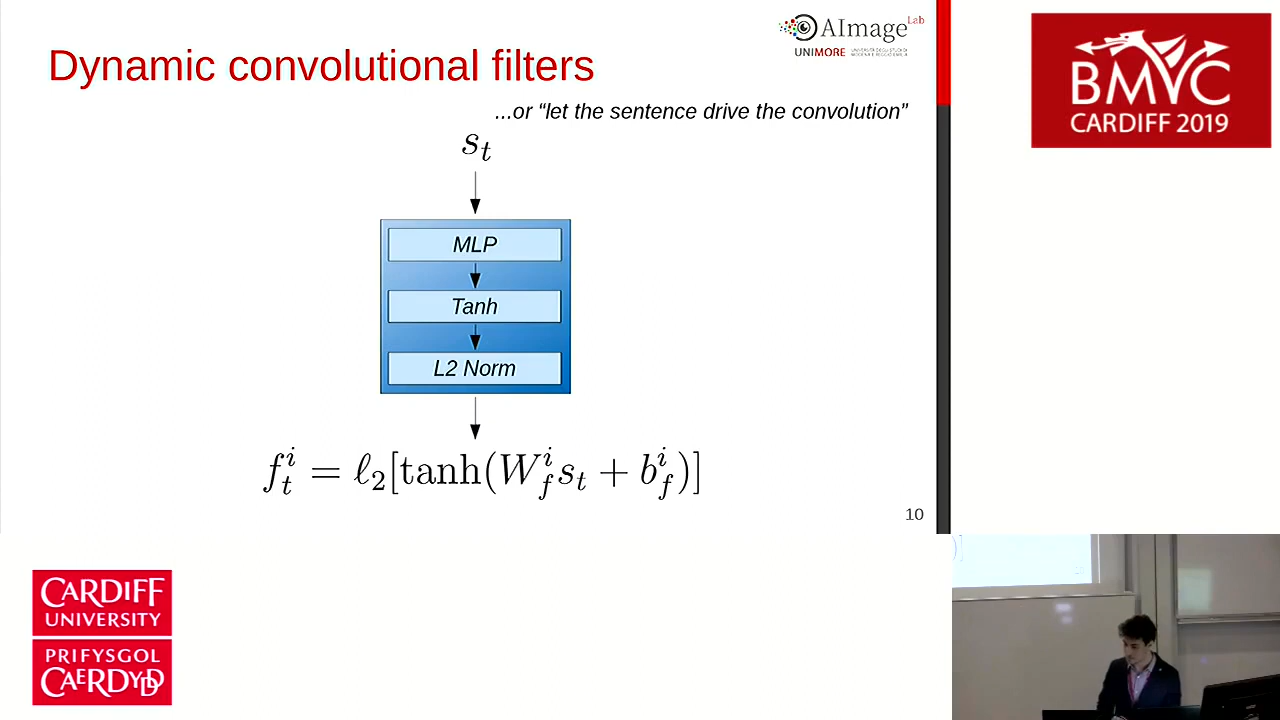 AImage Lab
UNIMORE
Dynamic convolutional filters
...or “let the sentence drive the convolution”
s_t
MLP
Tanh
L2 Norm
f_t^i = ℓ_2[tanh(W_f^i s_t + b_f^i)]
10
BMVC
CARDIFF 2019
CARDIFF
UNIVERSITY
PRIFYSGOL
CAERDYDD